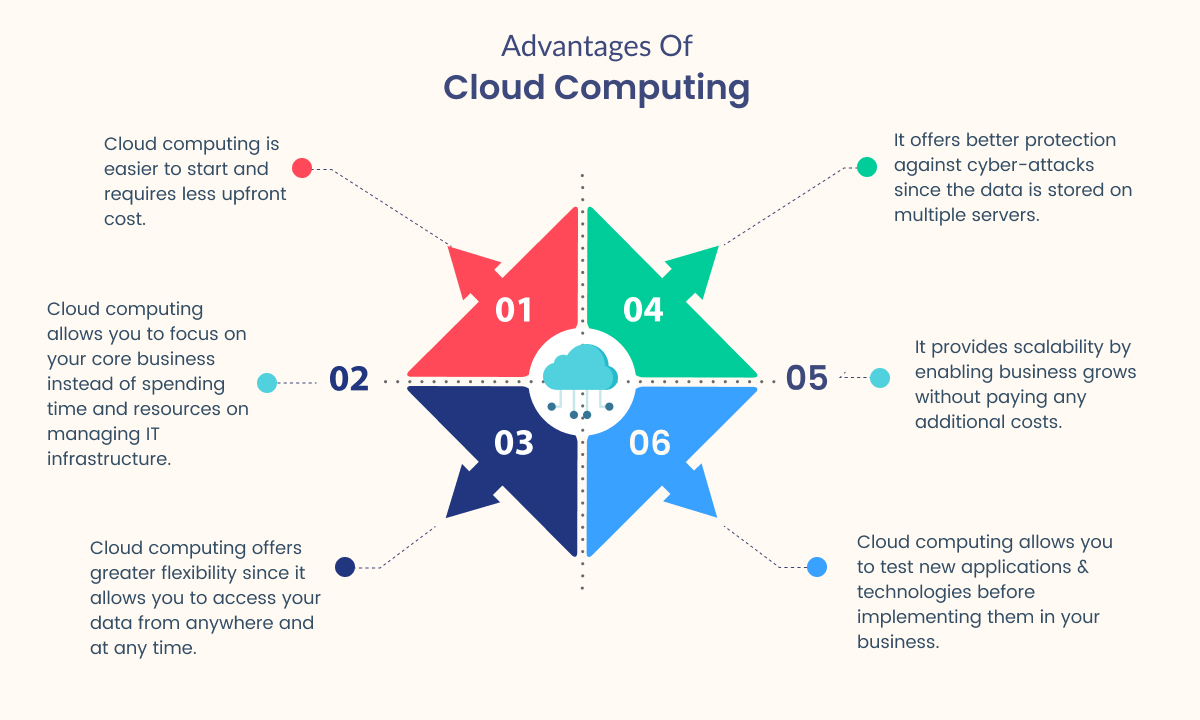 Advantages Of
Cloud Computing
Cloud computing is
easier to start and
requires less upfront
cost.
01
Cloud computing
allows you to focus on
your core business
instead of spending
time and resources on
managing IT
infrastructure.
02
Cloud computing offers
greater flexibility since it
allows you to access your
data from anywhere and
at any time.
03
It offers better protection
against cyber-attacks
since the data is stored on
multiple servers.
04
It provides scalability by
enabling business grows
without paying any
additional costs.
05
Cloud computing allows you
to test new applications &
technologies before
implementing them in your
business.
06